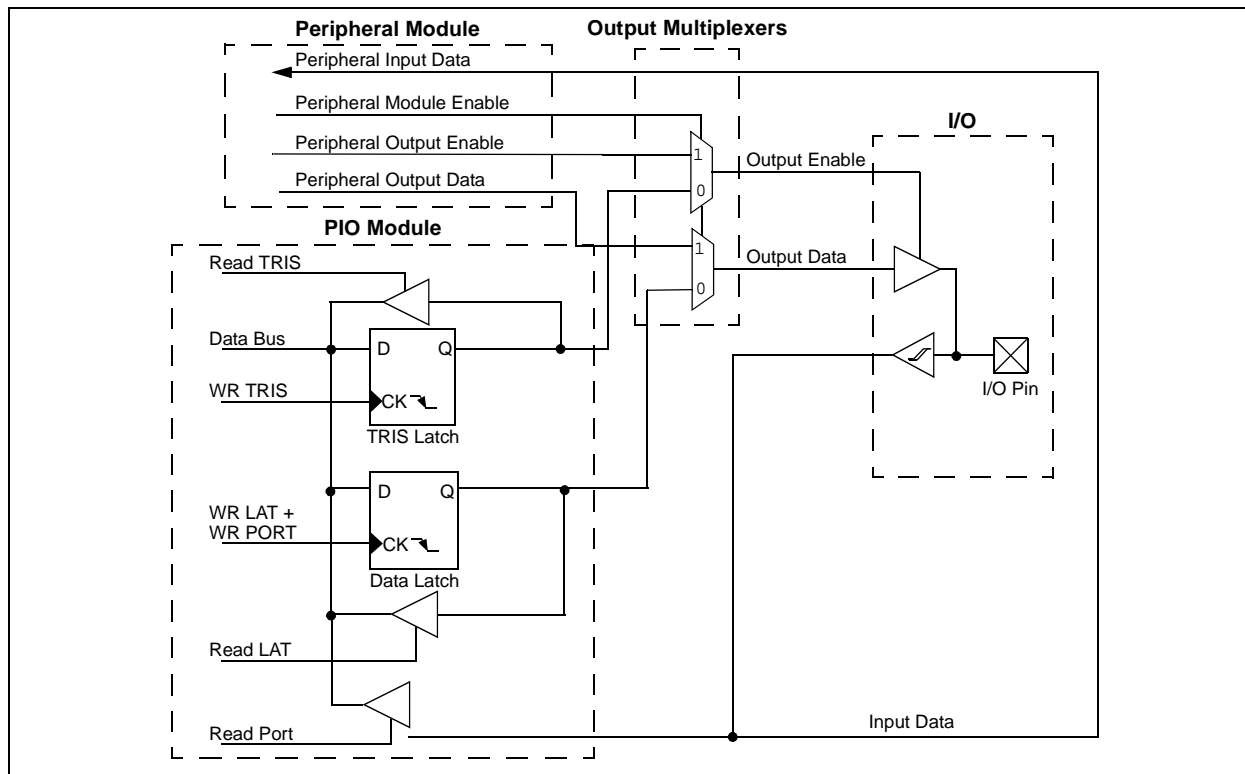 Peripheral Module
Output Multiplexers
Peripheral Input Data
Peripheral Module Enable
I/O
Peripheral Output Enable
1
Output Enable
Peripheral Output Data
0
PIO Module
1
Read TRIS
Output Data
0
Data Bus
D
Q
WR TRIS
CK
I/O Pin
TRIS Latch
D
Q
WR LAT +
WR PORT
CK
Data Latch
Read LAT
Input Data
Read Port